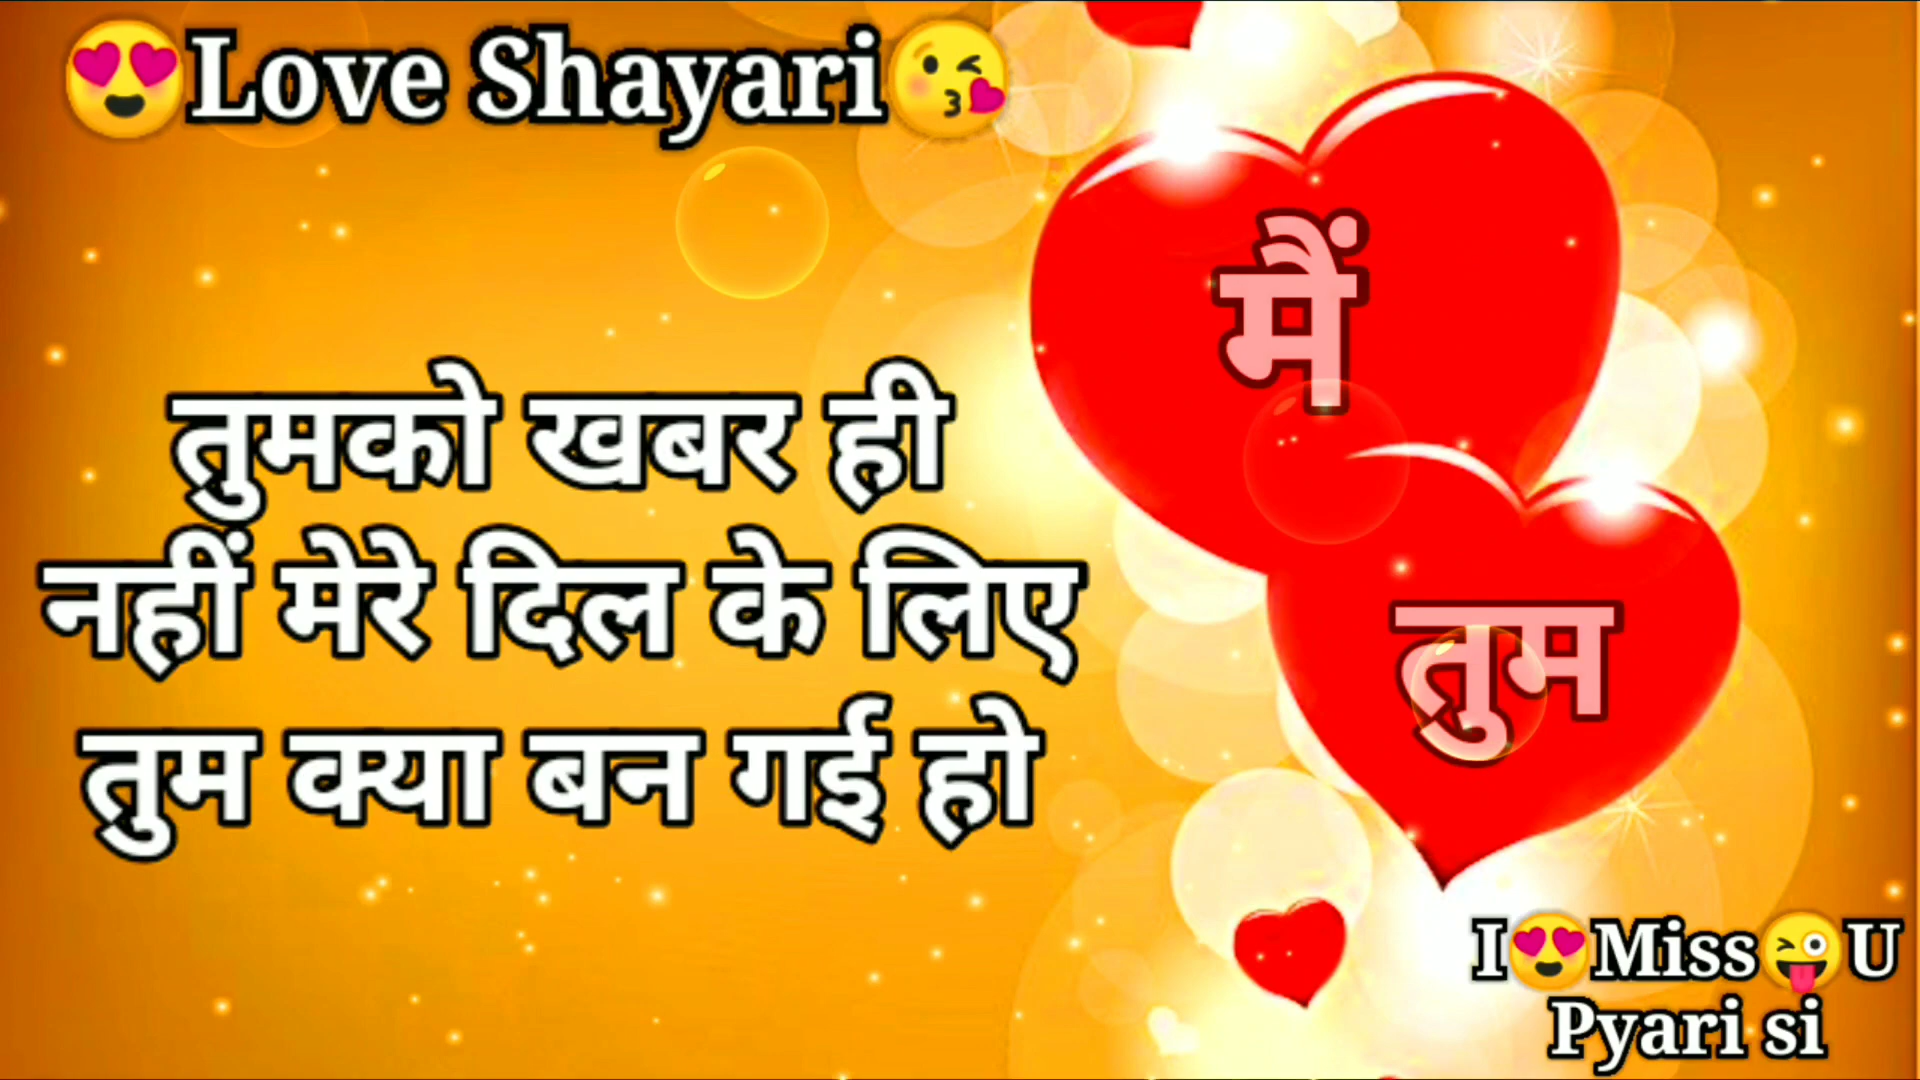 😍Love Shayari😘
मैं
तुमको खबर ही
नहीं मेरे दिल के लिए
तुम
तुम क्या बन गई हो
I😍Miss😜U
Pyari si